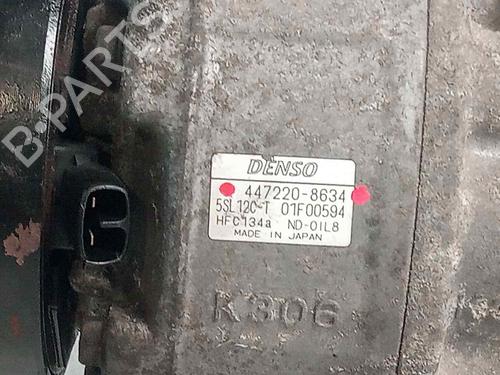 B-PARTS
DENSO
447220-8634
5SL12C-T 01F00594
HFC134a ND-OIL8
MADE IN JAPAN
K306